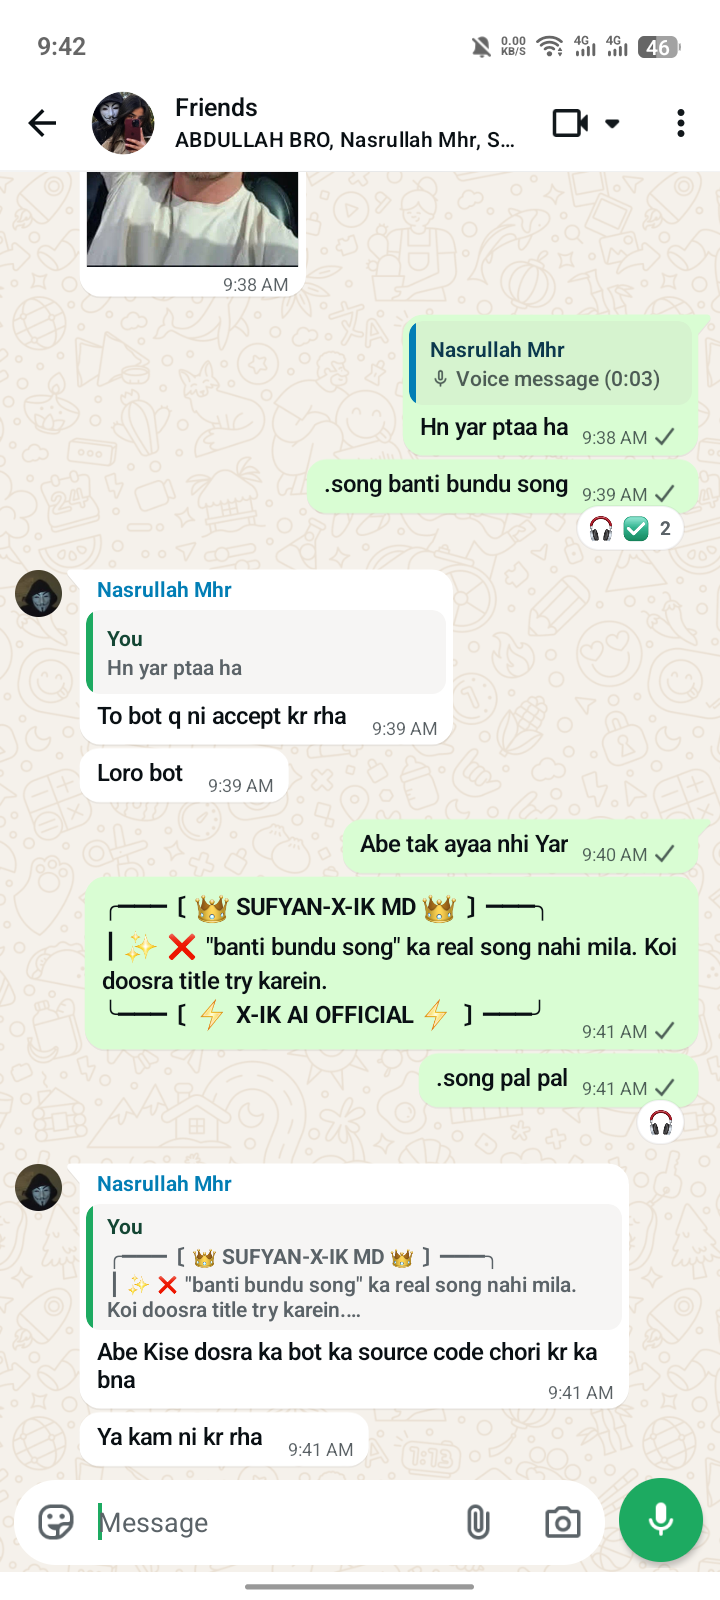 9:42
0.00
KB/S
4G
4G
46
Friends
ABDULLAH BRO, Nasrullah Mhr, S...
9:38 AM
Nasrullah Mhr
Voice message (0:03)
Hn yar ptaa ha
9:38 AM
.song banti bundu song
9:39 AM
🎧 ✅ 2
Nasrullah Mhr
You
Hn yar ptaa ha
To bot q ni accept kr rha
9:39 AM
Loro bot
9:39 AM
Abe tak ayaa nhi Yar
9:40 AM
╭─── [ 👑 SUFYAN-X-IK MD 👑 ] ───╮
┃ ✨ ❌ "banti bundu song" ka real song nahi mila. Koi
doosra title try karein.
╰─── [ ⚡ X-IK AI OFFICIAL ⚡ ] ───╯
9:41 AM
.song pal pal
9:41 AM
🎧
Nasrullah Mhr
You
╭─── [ 👑 SUFYAN-X-IK MD 👑 ] ───╮
┃ ✨ ❌ "banti bundu song" ka real song nahi mila.
Koi doosra title try karein....
Abe Kise dosra ka bot ka source code chori kr ka
bna
9:41 AM
Ya kam ni kr rha
9:41 AM
Message